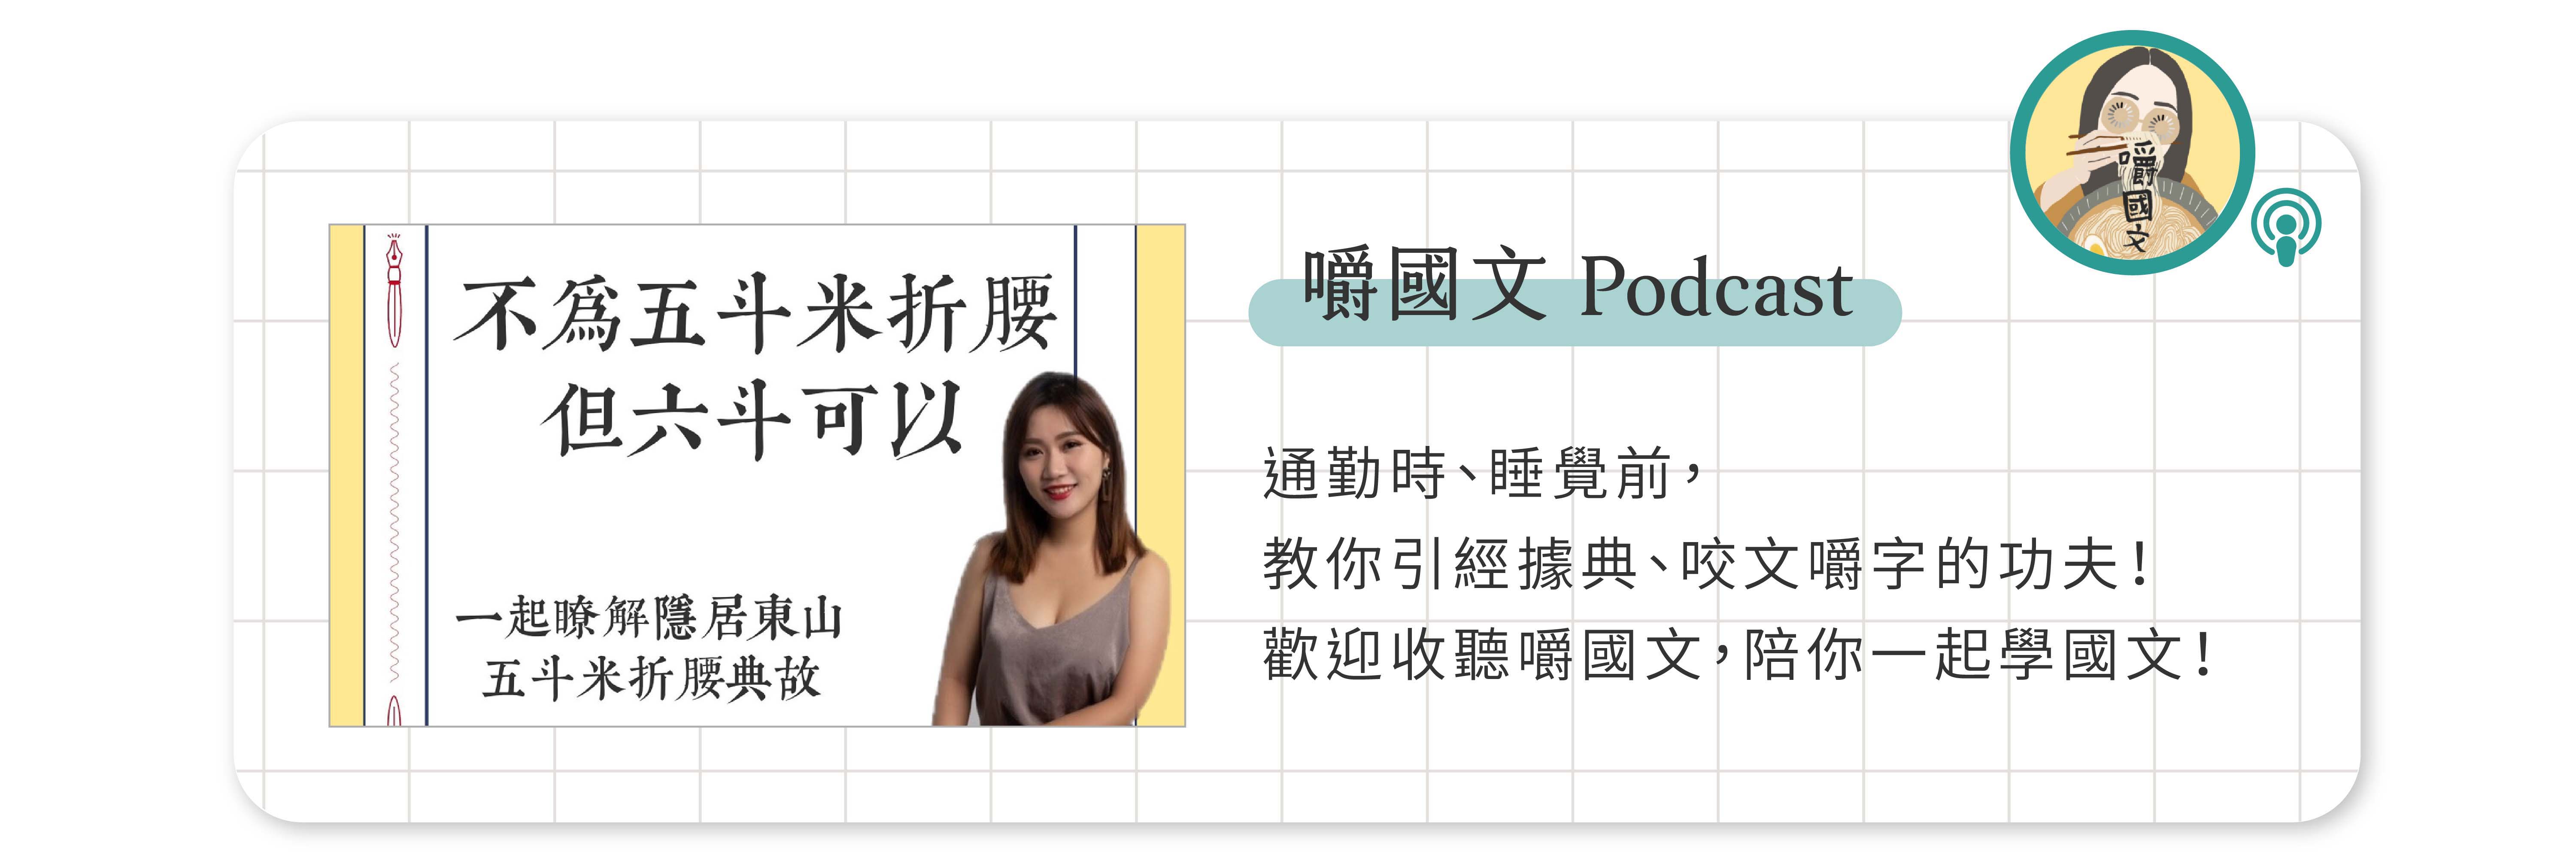 不為五斗米折腰
但六斗可以
一起瞭解隱居東山
五斗米折腰典故
嚼國文 Podcast
通勤時、睡覺前，
教你引經據典、咬文嚼字的功夫！
歡迎收聽嚼國文，陪你一起學國文！
嚼國文